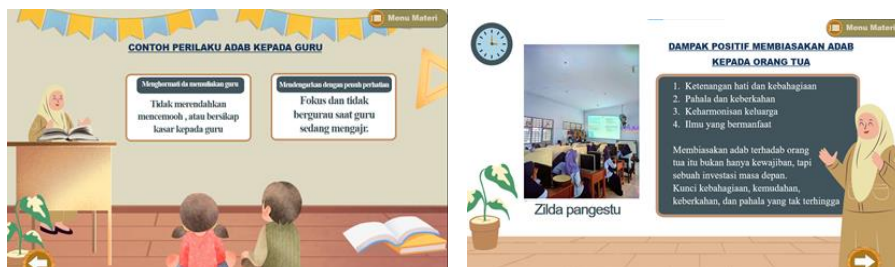 Menu Materi
CONTOH PERILAKU ADAB KEPADA GURU
Menghormati da memuliakan guru
Tidak merendahkan
mencemooh , atau bersikap
kasar kepada guru
Mendengarkan dengan penuh perhatian
Fokus dan tidak
bergurau saat guru
sedang mengajr.
Menu Materi
DAMPAK POSITIF MEMBIASAKAN ADAB
KEPADA ORANG TUA
1. Ketenangan hati dan kebahagiaan
2. Pahala dan keberkahan
3. Keharmonisan keluarga
4. Ilmu yang bermanfaat
Membiasakan adab terhadab orang
tua itu bukan hanya kewajiban, tapi
sebuah investasi masa depan.
Kunci kebahagiaan, kemudahan,
keberkahan, dan pahala yang tak terhingga
Zilda pangestu